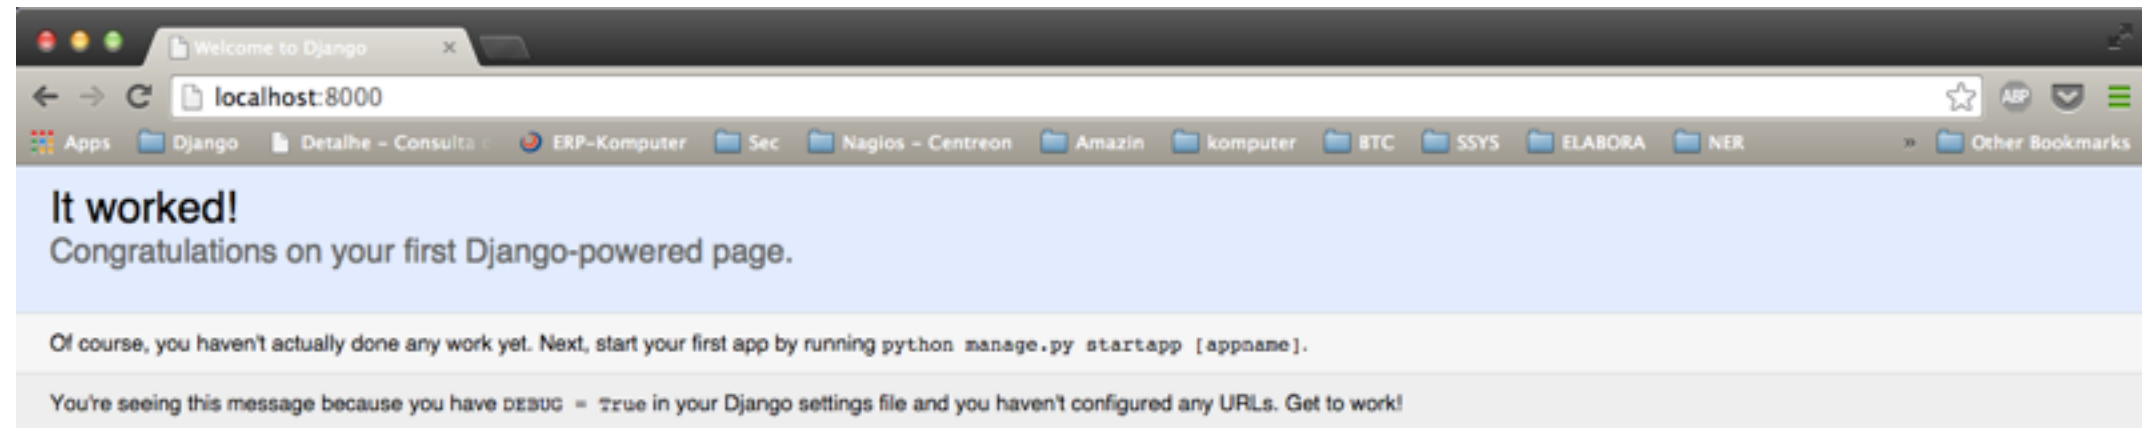 Welcome to Django
localhost:8000
ABP
Apps Django Detalhe - Consulta ERP-Komputer Sec Nagios - Centreon Amazin komputer BTC SSYS ELABORA NER » Other Bookmarks
It worked!
Congratulations on your first Django-powered page.
Of course, you haven't actually done any work yet. Next, start your first app by running python manage.py startapp [appname].
You're seeing this message because you have DEBUG = True in your Django settings file and you haven't configured any URLs. Get to work!